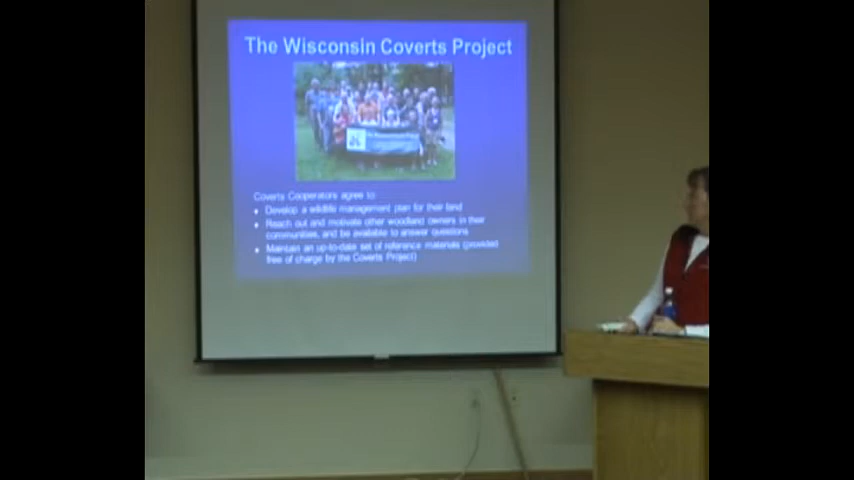 The Wisconsin Coverts Project
Coverts Cooperators agree to:
• Develop a wildlife management plan for their land
• Reach out and motivate other woodland owners in their
communities, and be available to answer questions
• Maintain an up-to-date set of reference materials (provided
free of charge by the Coverts Project)